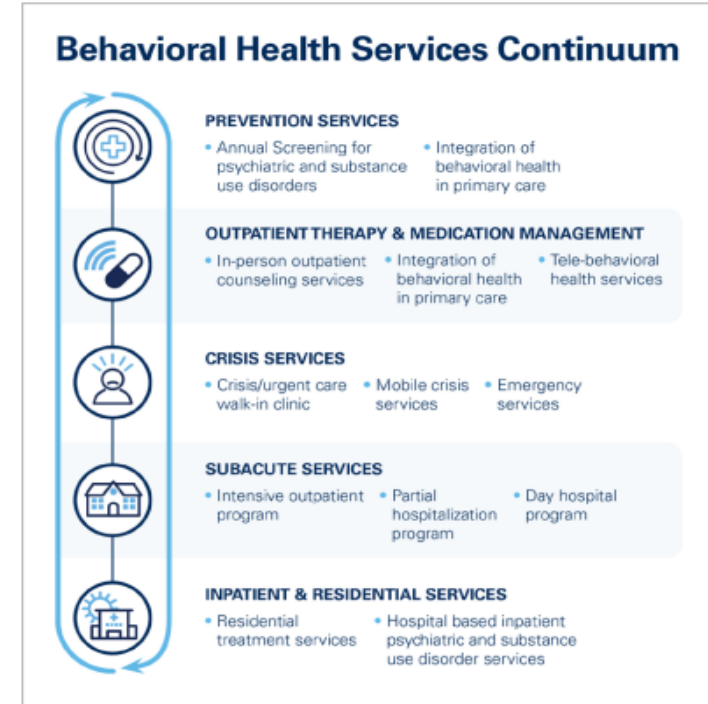 Behavioral Health Services Continuum
PREVENTION SERVICES
• Annual Screening for
psychiatric and substance
use disorders
• Integration of
behavioral health
in primary care
OUTPATIENT THERAPY & MEDICATION MANAGEMENT
• In-person outpatient
counseling services
• Integration of
behavioral health
in primary care
• Tele-behavioral
health services
CRISIS SERVICES
• Crisis/urgent care
walk-in clinic
• Mobile crisis
services
• Emergency
services
SUBACUTE SERVICES
• Intensive outpatient
program
• Partial
hospitalization
program
• Day hospital
program
INPATIENT & RESIDENTIAL SERVICES
• Residential
treatment services
• Hospital based inpatient
psychiatric and substance
use disorder services